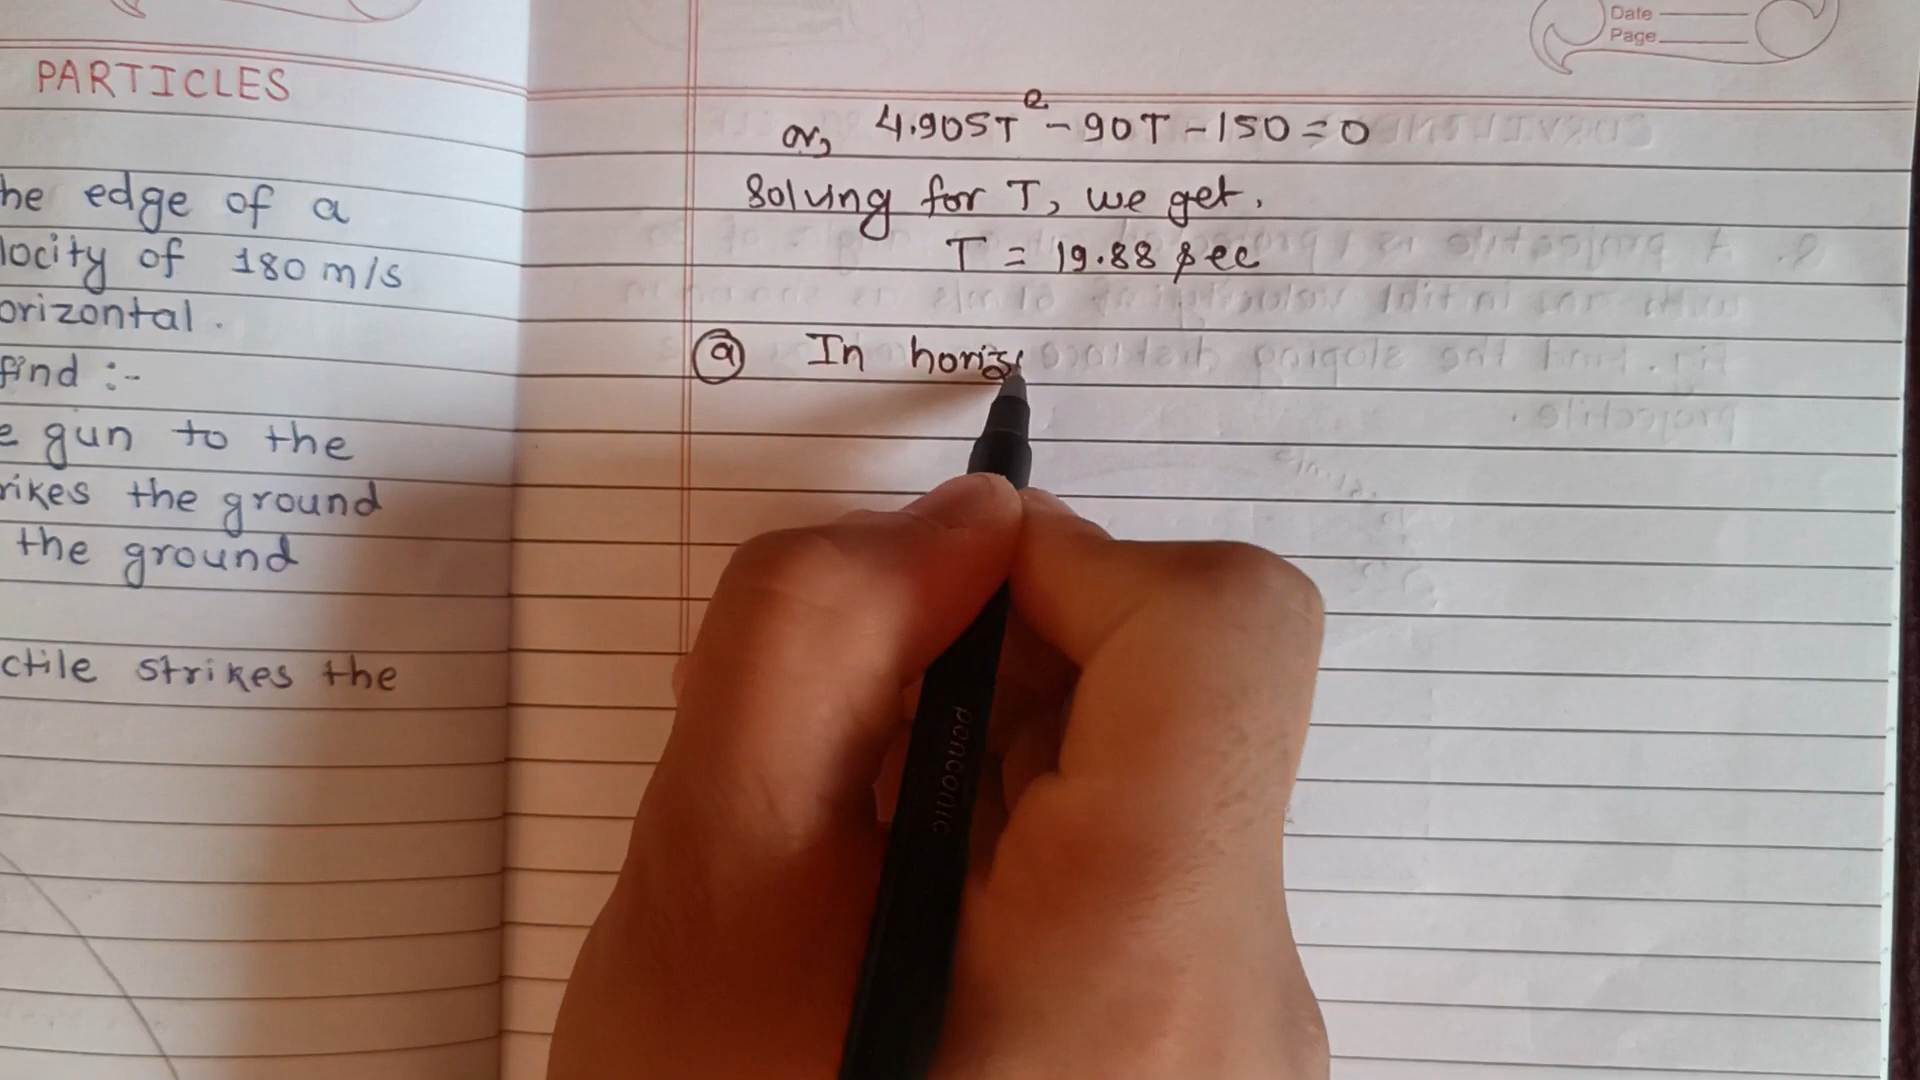 PARTICLES
he edge of a
locity of 180 m/s
orizontal.
find :-
e gun to the
rikes the ground
the ground
ctile strikes the
Date
Page
or, 4.905T² - 90T - 150 = 0
Solving for T, we get,
T = 19.88 sec
ⓐ In horiz
penconic